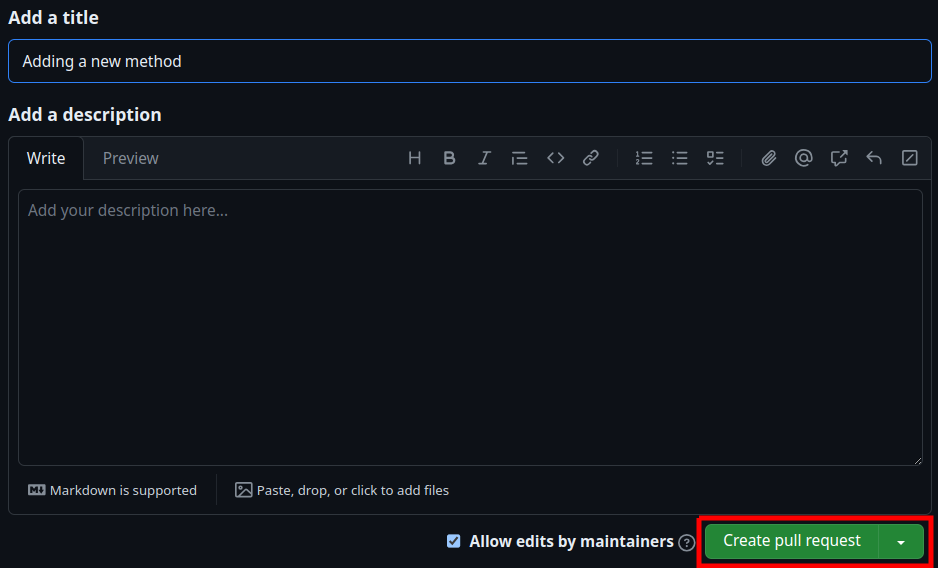 Add a title
Adding a new method
Add a description
Write Preview
Add your description here...
Markdown is supported Paste, drop, or click to add files
Allow edits by maintainers Create pull request